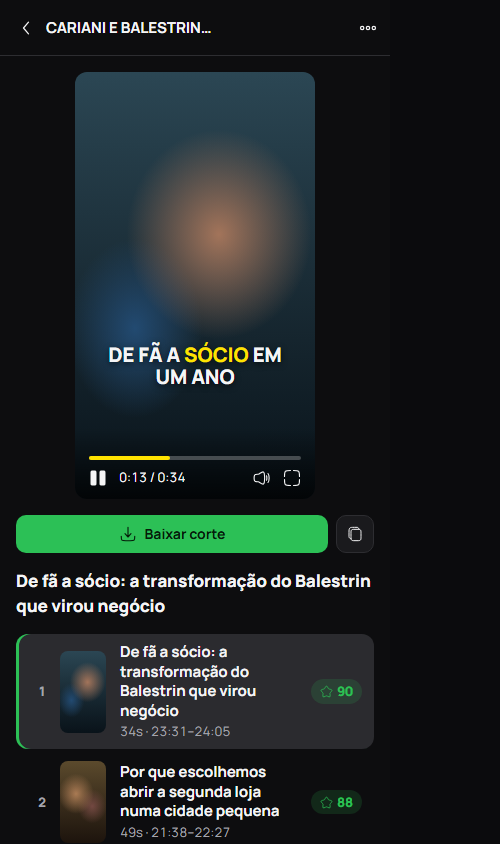 CARIANI E BALESTRIN...
DE FÃ A SÓCIO EM
UM ANO
0:13 / 0:34
Baixar corte
De fã a sócio: a transformação do Balestrin
que virou negócio
1
De fã a sócio: a
transformação do
Balestrin que virou
negócio
34s · 23:31–24:05
90
2
Por que escolhemos
abrir a segunda loja
numa cidade pequena
49s · 21:38–22:27
88